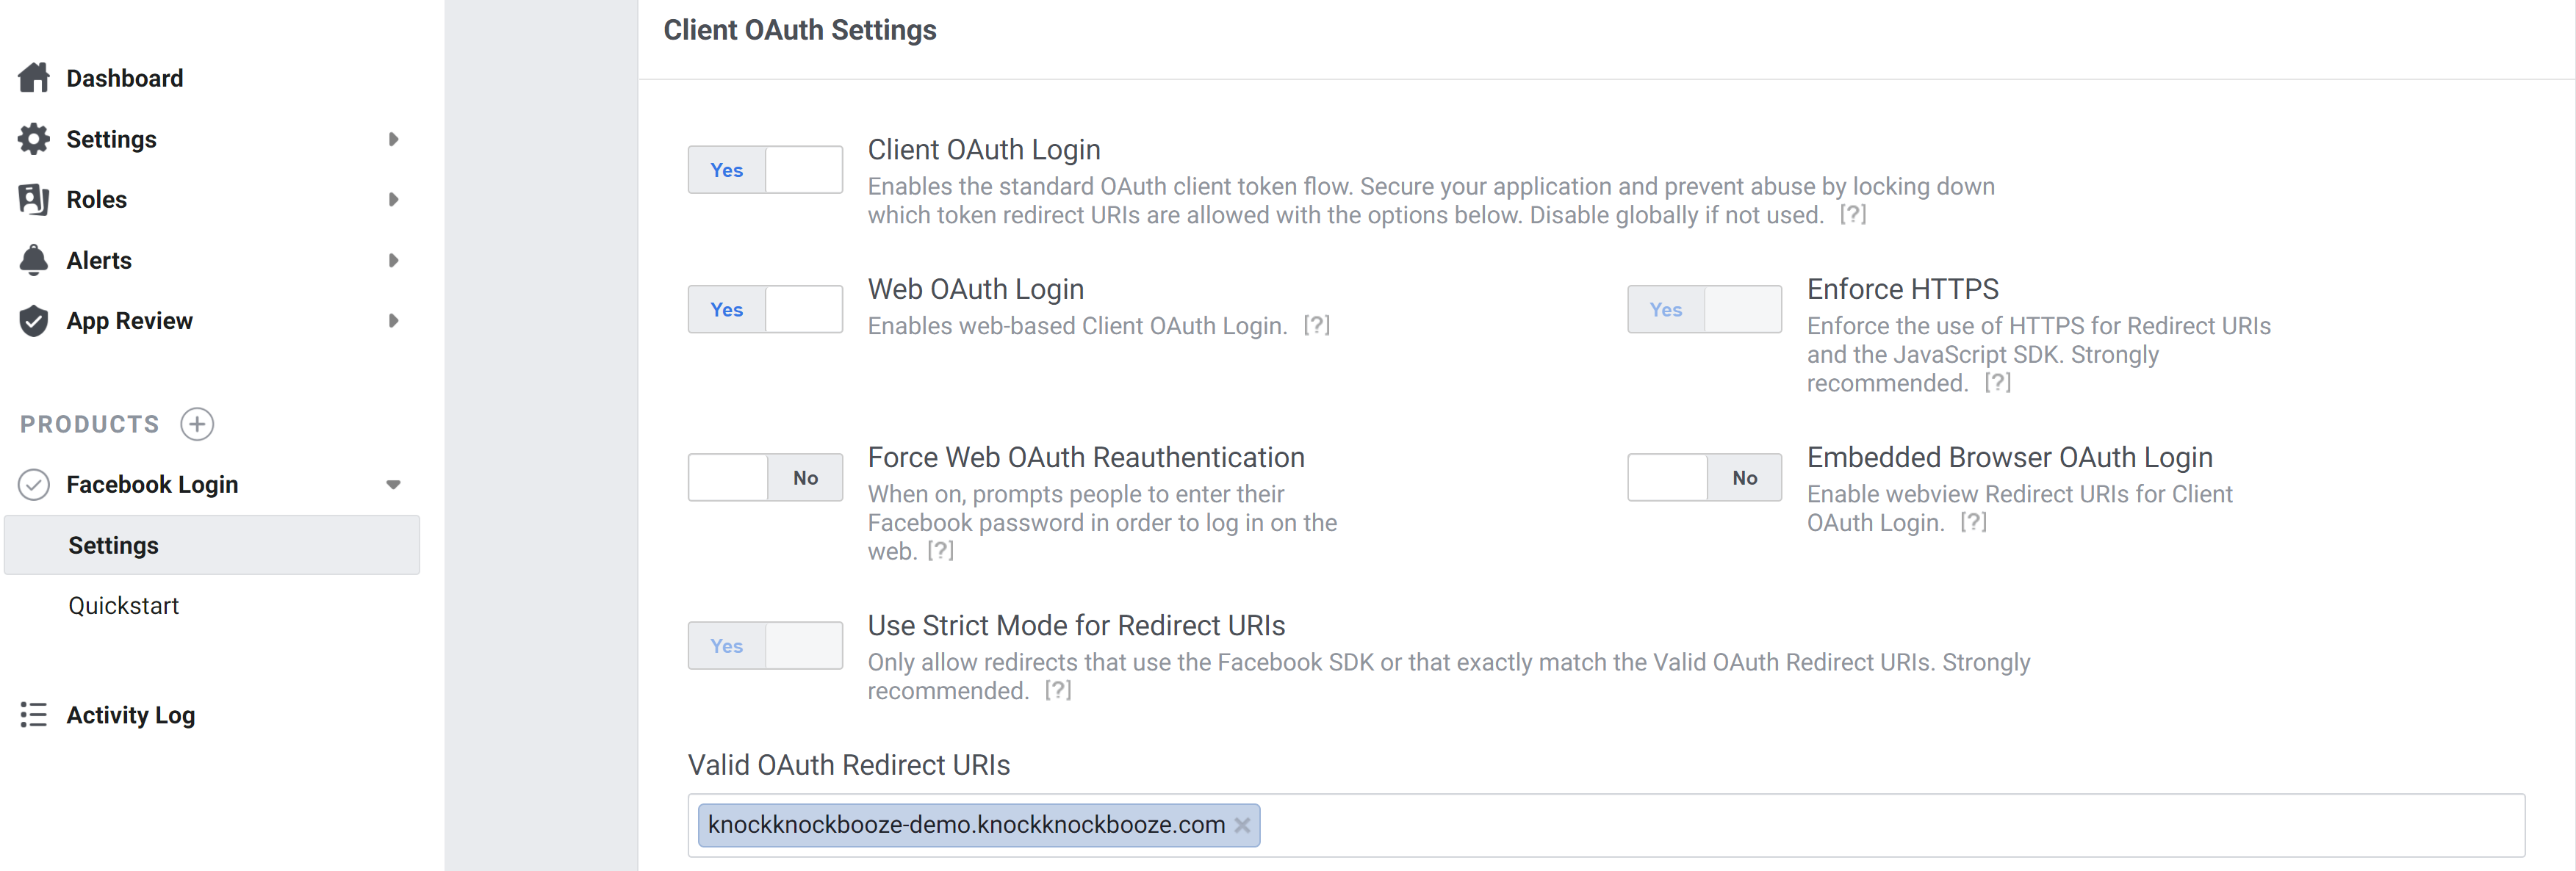 Dashboard
Settings
Roles
Alerts
App Review
PRODUCTS
Facebook Login
Settings
Quickstart
Activity Log
Client OAuth Settings
Yes
Client OAuth Login
Enables the standard OAuth client token flow. Secure your application and prevent abuse by locking down
which token redirect URIs are allowed with the options below. Disable globally if not used. [?]
Yes
Web OAuth Login
Enables web-based Client OAuth Login. [?]
Yes
Enforce HTTPS
Enforce the use of HTTPS for Redirect URIs
and the JavaScript SDK. Strongly
recommended. [?]
No
Force Web OAuth Reauthentication
When on, prompts people to enter their
Facebook password in order to log in on the
web. [?]
No
Embedded Browser OAuth Login
Enable webview Redirect URIs for Client
OAuth Login. [?]
Yes
Use Strict Mode for Redirect URIs
Only allow redirects that use the Facebook SDK or that exactly match the Valid OAuth Redirect URIs. Strongly
recommended. [?]
Valid OAuth Redirect URIs
knockknockbooze-demo.knockknockbooze.com